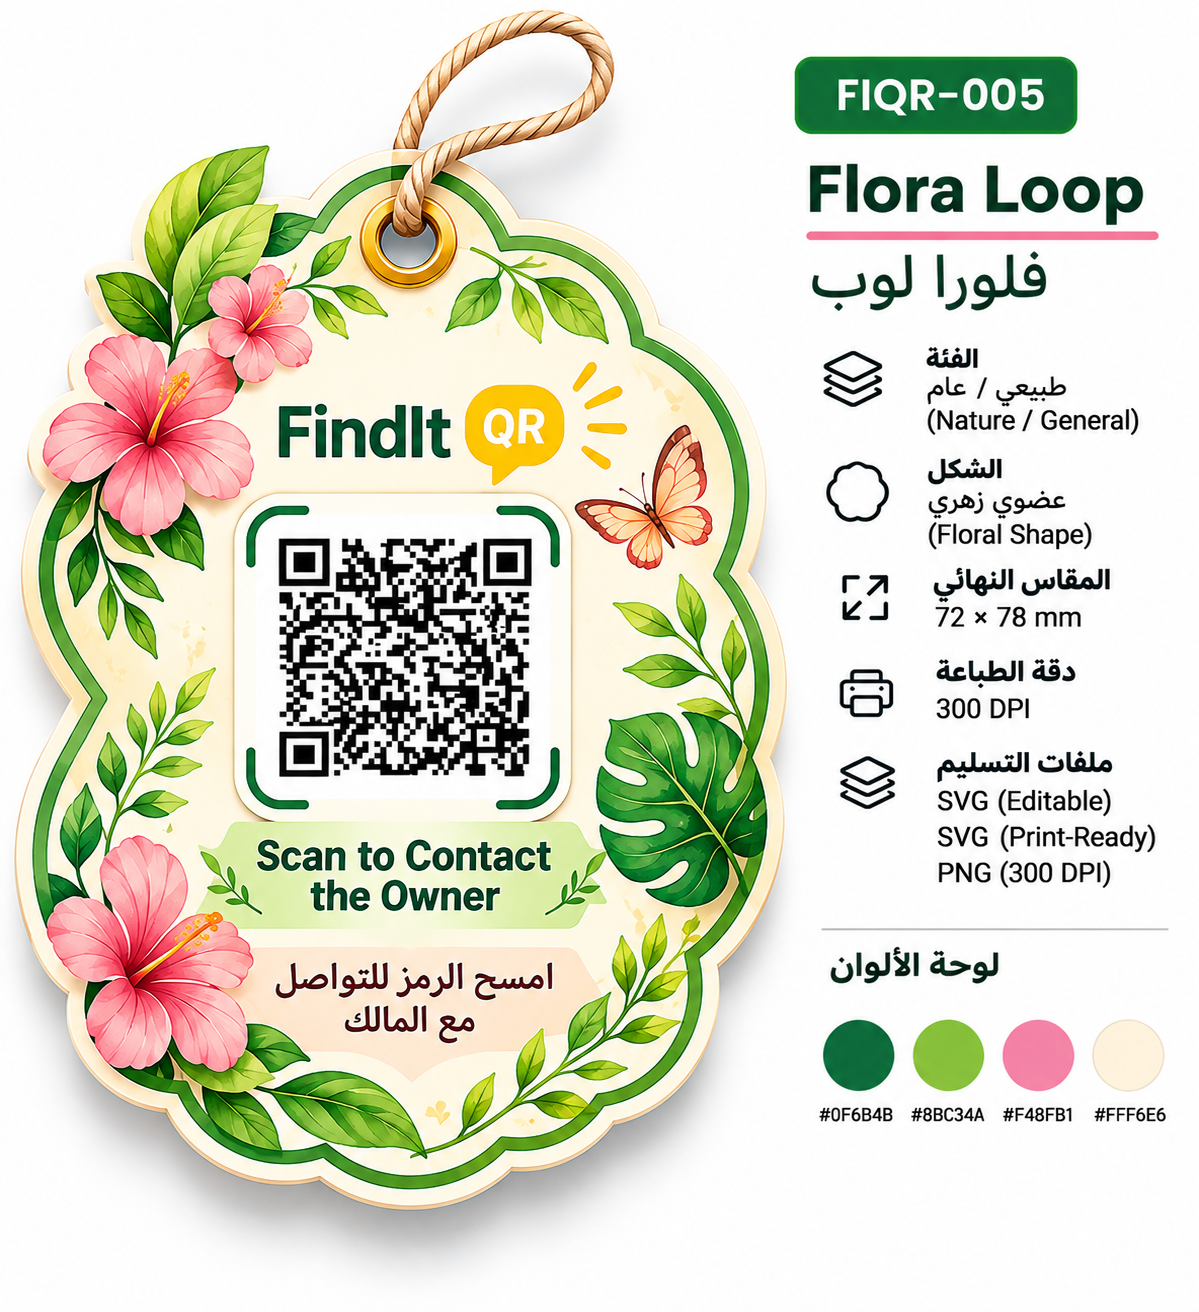 FindIt QR
Scan to Contact
the Owner
امسح الرمز للتواصل
مع المالك
FIQR-005
Flora Loop
فلورا لوب
الفئة
طبيعي / عام
(Nature / General)
الشكل
عضوي زهري
(Floral Shape)
المقاس النهائي
72 × 78 mm
دقة الطباعة
300 DPI
ملفات التسليم
SVG (Editable)
SVG (Print-Ready)
PNG (300 DPI)
لوحة الألوان
#0F6B4B #8BC34A #F48FB1 #FFF6E6